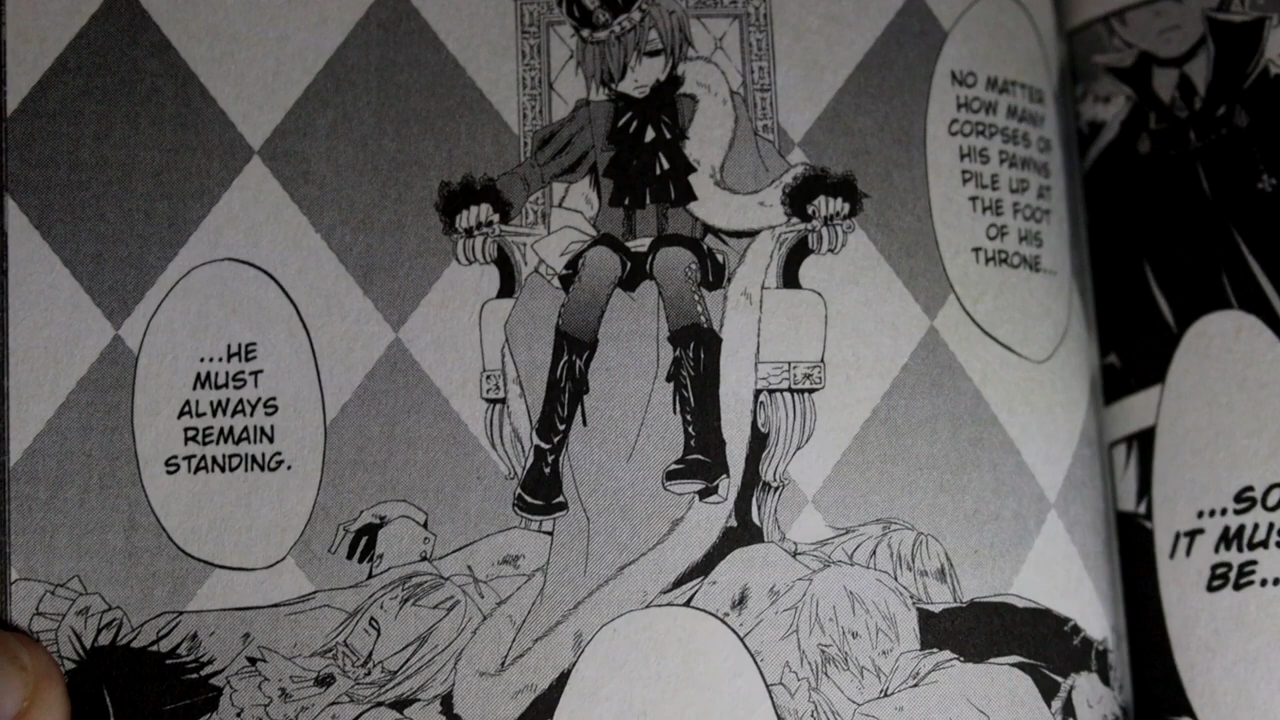 NO MATTER
HOW MANY
CORPSES OF
HIS PAWNS
PILE UP AT
THE FOOT
OF HIS
THRONE...
...HE
MUST
ALWAYS
REMAIN
STANDING.
...SO
IT
BE...